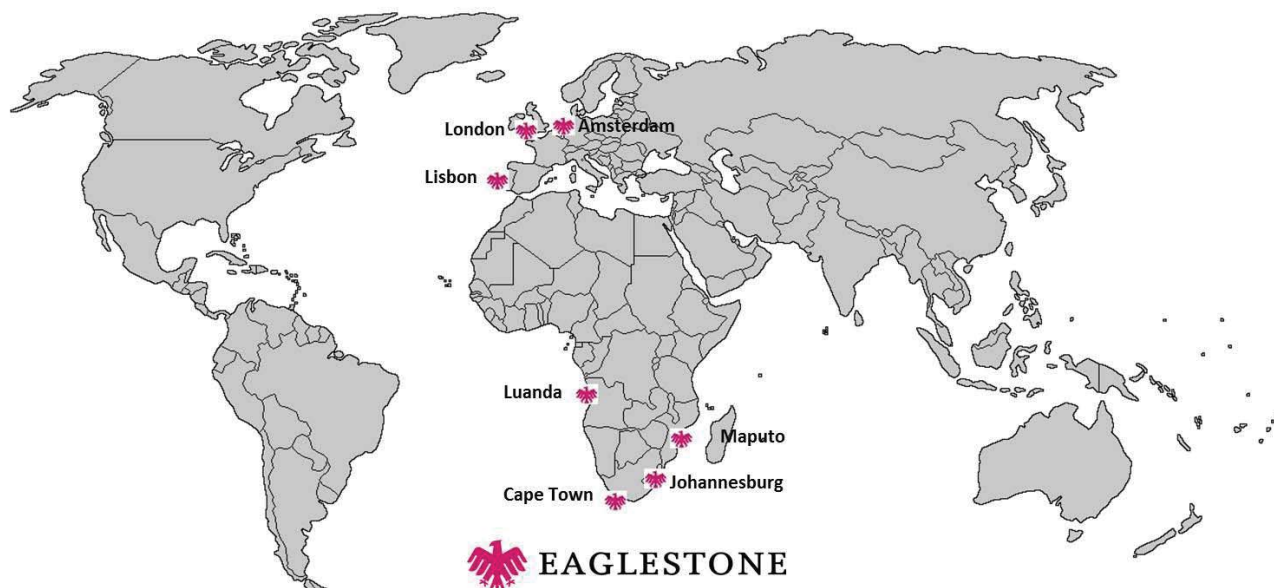 London
Amsterdam
Lisbon
Luanda
Maputo
Johannesburg
Cape Town
EAGLESTONE